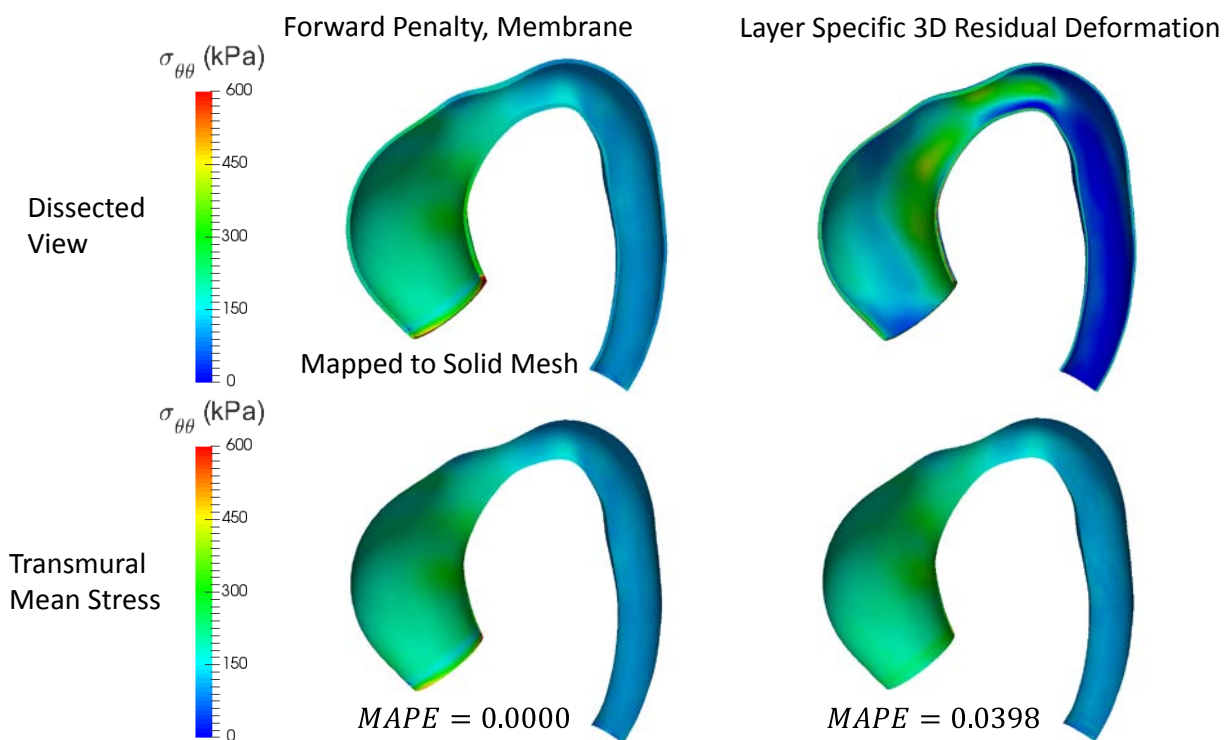 Forward Penalty, Membrane
Layer Specific 3D Residual Deformation
σθθ (kPa)
600
450
300
150
0
Dissected
View
Mapped to Solid Mesh
σθθ (kPa)
600
450
300
150
0
Transmural
Mean Stress
MAPE = 0.0000
MAPE = 0.0398